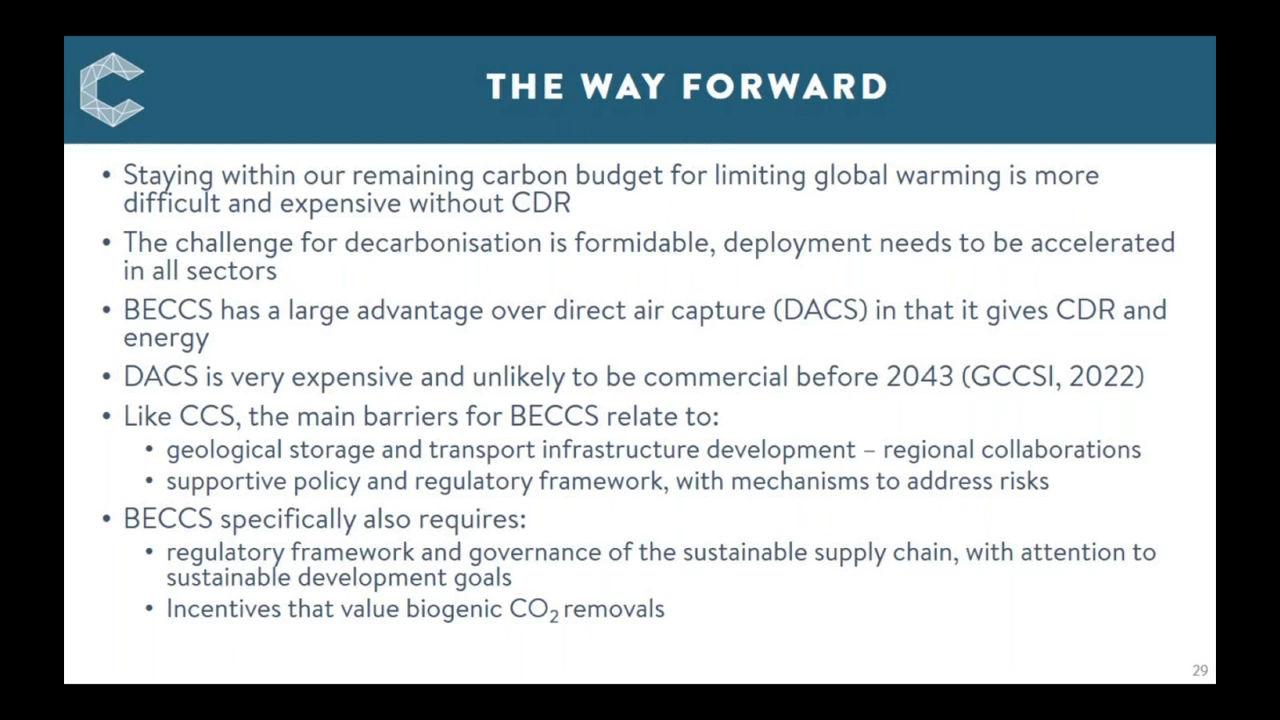 THE WAY FORWARD
• Staying within our remaining carbon budget for limiting global warming is more
difficult and expensive without CDR
• The challenge for decarbonisation is formidable, deployment needs to be accelerated
in all sectors
• BECCS has a large advantage over direct air capture (DACS) in that it gives CDR and
energy
• DACS is very expensive and unlikely to be commercial before 2043 (GCCSI, 2022)
• Like CCS, the main barriers for BECCS relate to:
• geological storage and transport infrastructure development – regional collaborations
• supportive policy and regulatory framework, with mechanisms to address risks
• BECCS specifically also requires:
• regulatory framework and governance of the sustainable supply chain, with attention to
sustainable development goals
• Incentives that value biogenic CO₂ removals
29